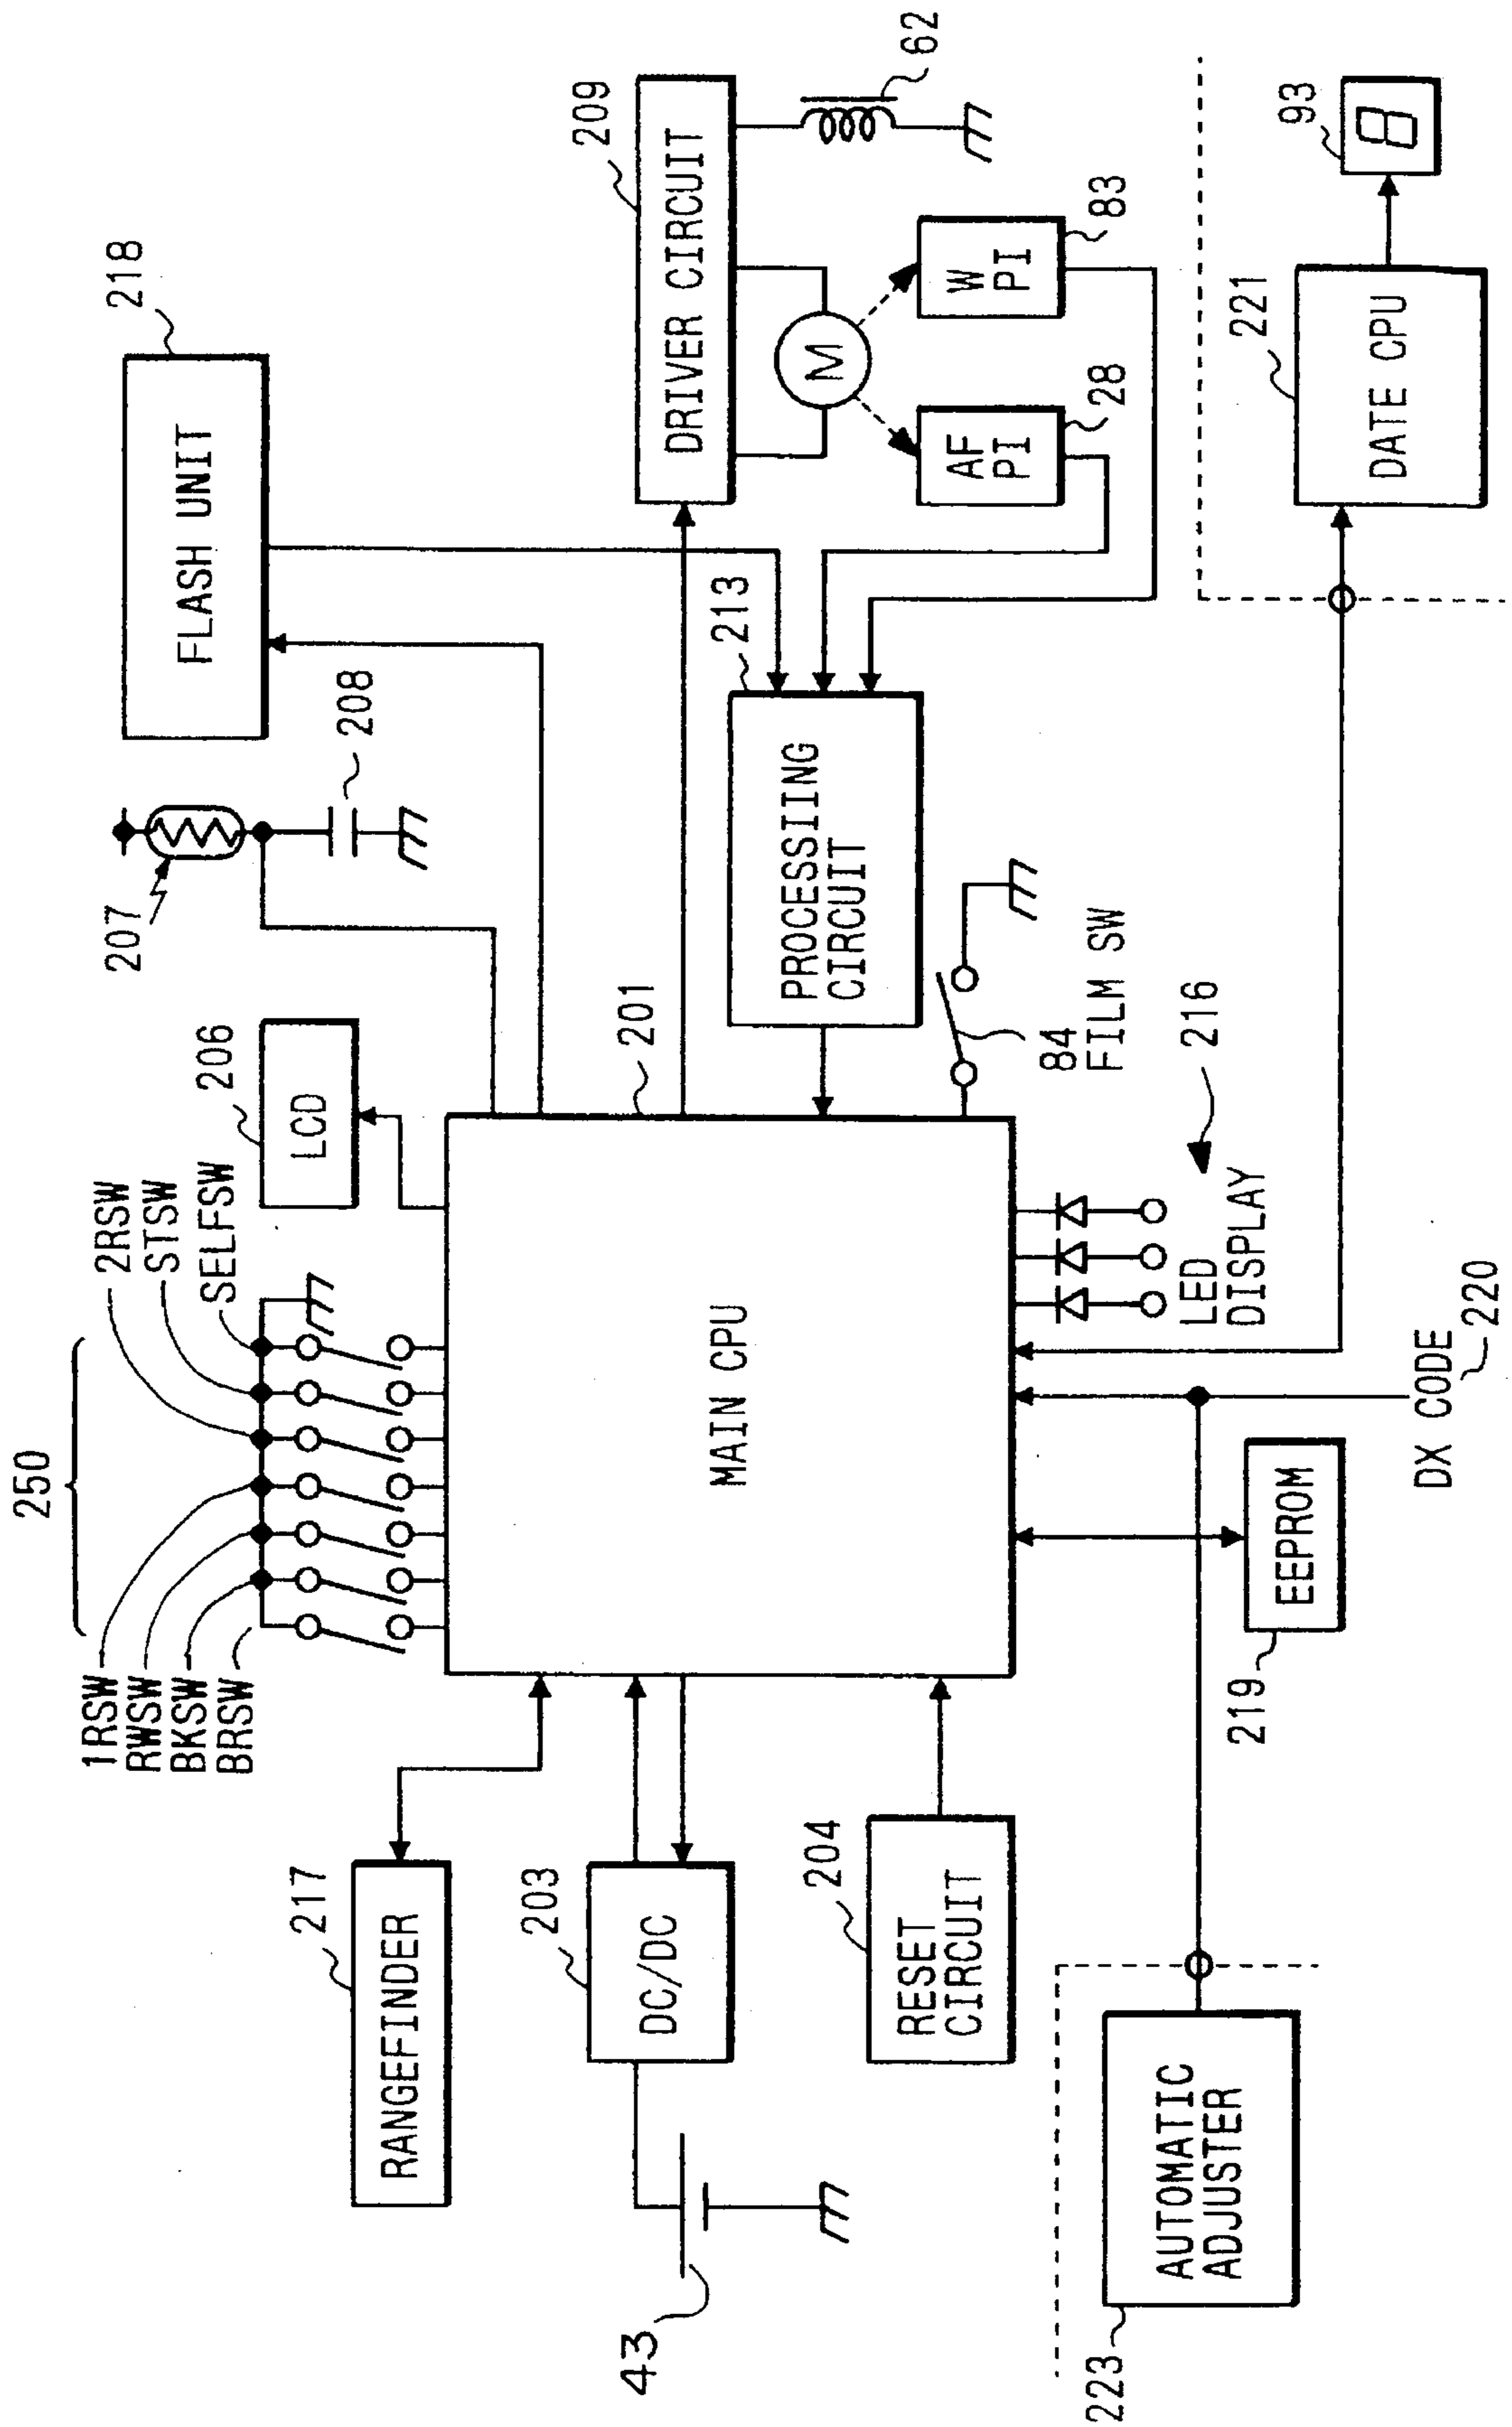 250
1RSW
RWSW
BKSW
BRSW
2RSW
STSW
SELFSW
206
LCD
207
208
218
FLASH UNIT
217
RANGEFINDER
203
DC/DC
43
204
RESET
CIRCUIT
201
MAIN CPU
209
DRIVER CIRCUIT
62
M
W
PI
83
AF
PI
28
213
PROCESSIING
CIRCUIT
84
FILM SW
216
LED
DISPLAY
221
DATE CPU
93
8
DX CODE
220
219
EEPROM
223
AUTOMATIC
ADJUSTER